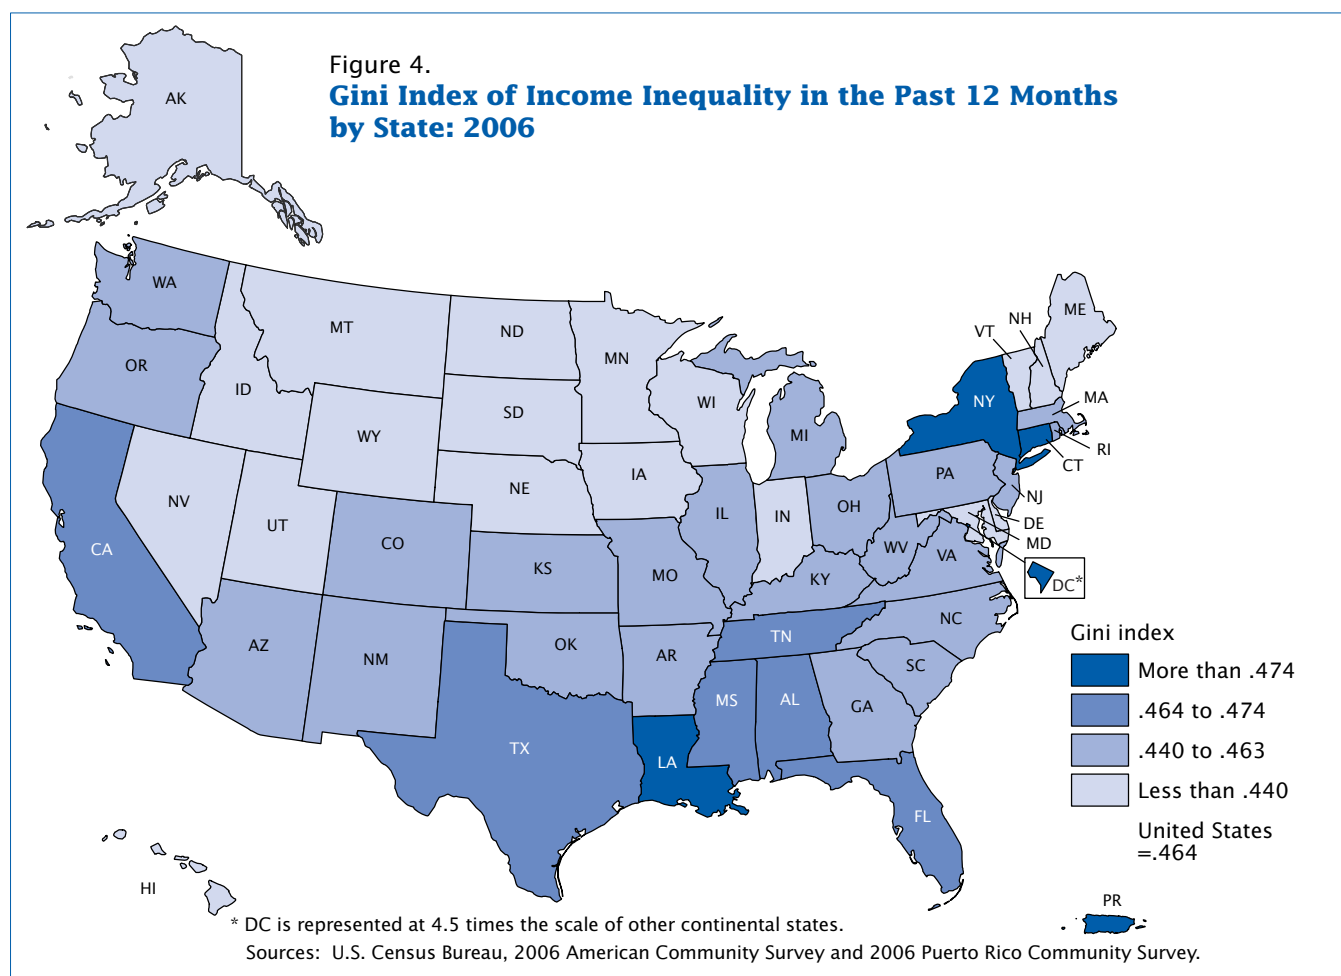 Figure 4.
Gini Index of Income Inequality in the Past 12 Months
by State: 2006
AK
WA
MT
ND
MN
VT
NH
ME
OR
ID
SD
WI
NY
MA
WY
MI
RI
CT
NV
UT
NE
IA
PA
NJ
IL
IN
OH
DE
MD
CA
CO
KS
MO
WV
VA
KY
DC*
AZ
NM
OK
AR
TN
NC
SC
MS
AL
GA
TX
LA
FL
HI
PR
Gini index
More than .474
.464 to .474
.440 to .463
Less than .440
United States
=.464
* DC is represented at 4.5 times the scale of other continental states.
Sources: U.S. Census Bureau, 2006 American Community Survey and 2006 Puerto Rico Community Survey.